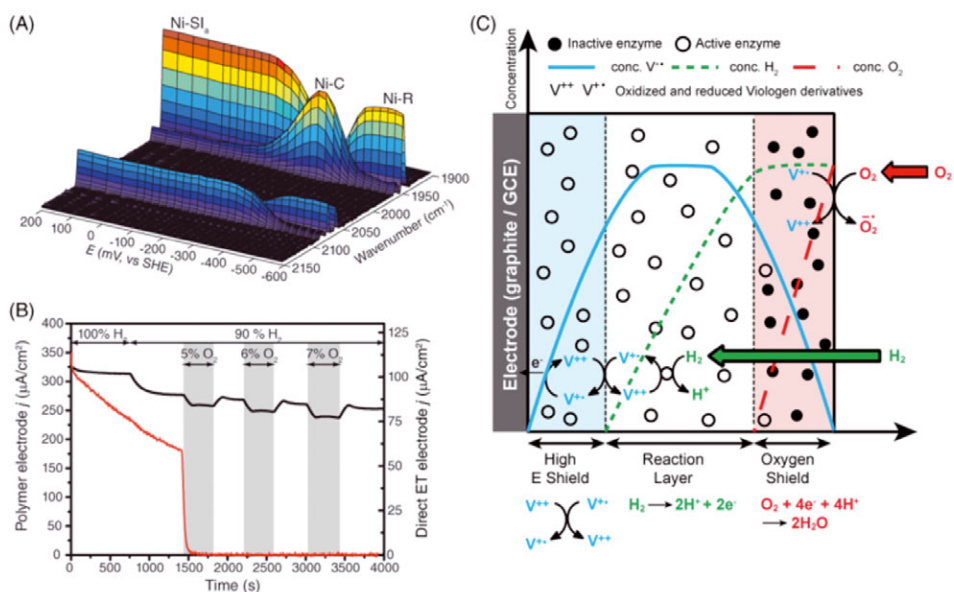 (A)
Ni-SIa
Ni-C
Ni-R
200
100
0
-100
-200
-300
-400
-500
-600
E (mV, vs SHE)
2150
2100
2050
2000
1950
1900
Wavenumber (cm-1)
(B)
400
350
300
250
200
150
100
50
0
Polymer electrode j (µA/cm²)
100% H2
90 % H2
5% O2
6% O2
7% O2
125
100
75
50
25
0
Direct ET electrode j (µA/cm²)
0 500 1000 1500 2000 2500 3000 3500 4000
Time (s)
(C)
Concentration
Inactive enzyme Active enzyme
conc. V+• conc. H2 conc. O2
V++ V+• Oxidized and reduced Viologen derivatives
Electrode (graphite / GCE)
V+• O2 O2
V++ O2-•
H2
e- V++ V+• H2
V+• V++ H+
High
E Shield
Reaction
Layer
Oxygen
Shield
V++ V+•
V+• V++
H2 → 2H+ + 2e-
O2 + 4e- + 4H+
→ 2H2O